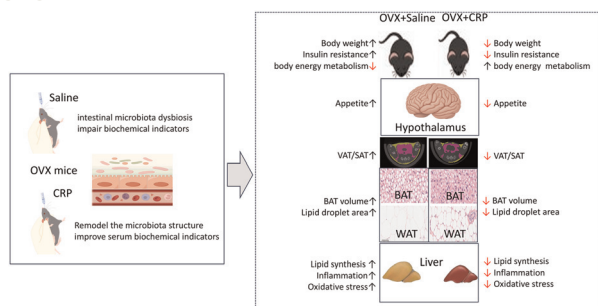 Saline
intestinal microbiota dysbiosis
impair biochemical indicators
OVX mice
CRP
Remodel the microbiota structure
improve serum biochemical indicators
OVX+Saline OVX+CRP
Body weight↑
Insulin resistance↑
body energy metabolism↓
↓ Body weight
↓ Insulin resistance
↑ body energy metabolism
Appetite↑
↓ Appetite
Hypothalamus
VAT/SAT↑
↓ VAT/SAT
BAT BAT
BAT volume↑
Lipid droplet area↑
↓ BAT volume
↓ Lipid droplet area
WAT WAT
Liver
Lipid synthesis ↑
Inflammation ↑
Oxidative stress↑
↓ Lipid synthesis
↓ Inflammation
↓ Oxidative stress